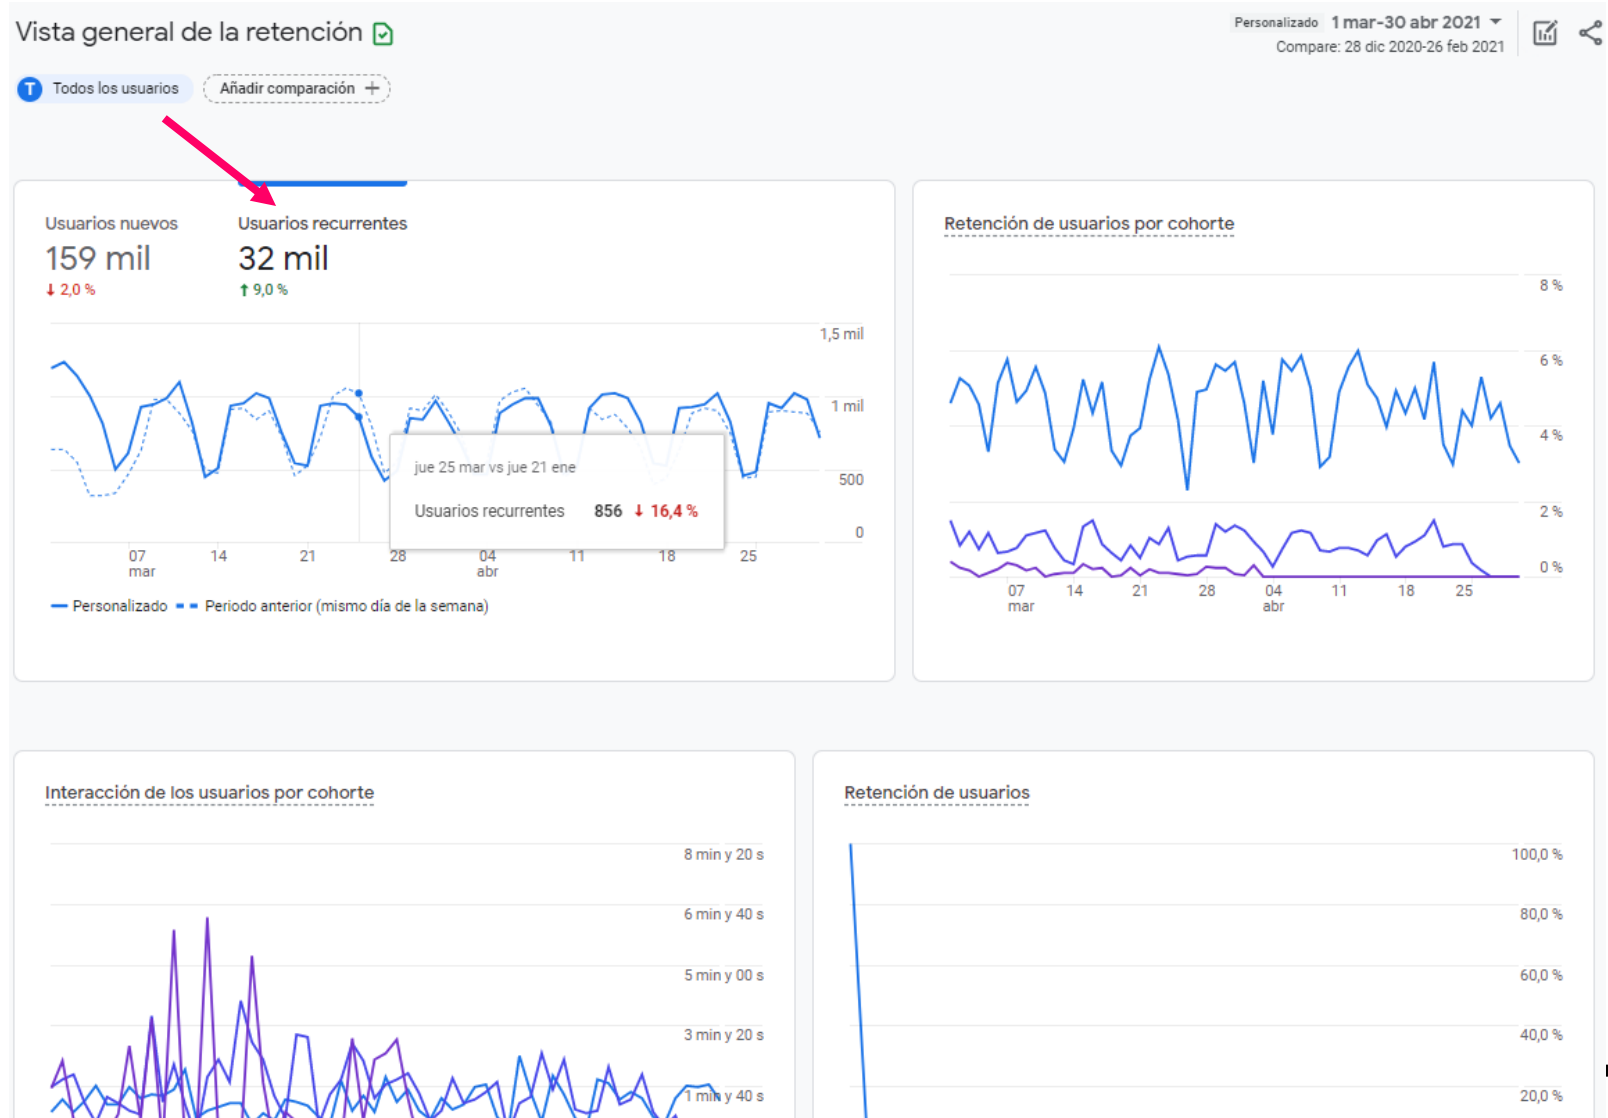 Vista general de la retención
Personalizado 1 mar-30 abr 2021
Compare: 28 dic 2020-26 feb 2021
T Todos los usuarios
Añadir comparación +
Usuarios nuevos
159 mil
↓ 2,0 %
Usuarios recurrentes
32 mil
↑ 9,0 %
1,5 mil
1 mil
500
0
jue 25 mar vs jue 21 ene
Usuarios recurrentes 856 ↓ 16,4 %
07 14 21 28 04 11 18 25
mar abr
Personalizado Periodo anterior (mismo día de la semana)
Retención de usuarios por cohorte
8 %
6 %
4 %
2 %
0 %
07 14 21 28 04 11 18 25
mar abr
Interacción de los usuarios por cohorte
8 min y 20 s
6 min y 40 s
5 min y 00 s
3 min y 20 s
1 min y 40 s
Retención de usuarios
100,0 %
80,0 %
60,0 %
40,0 %
20,0 %